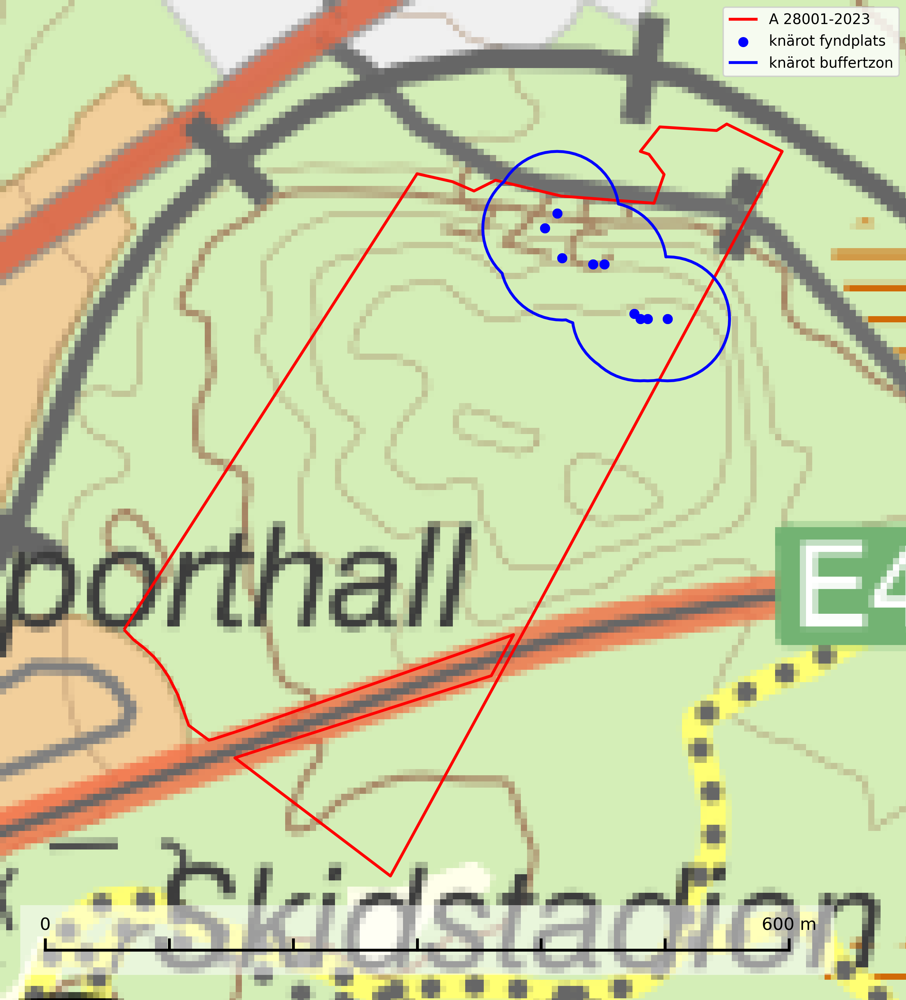 A 28001-2023
knärot fyndplats
knärot buffertzon
porthall
E4
Skidstadion
0
600 m